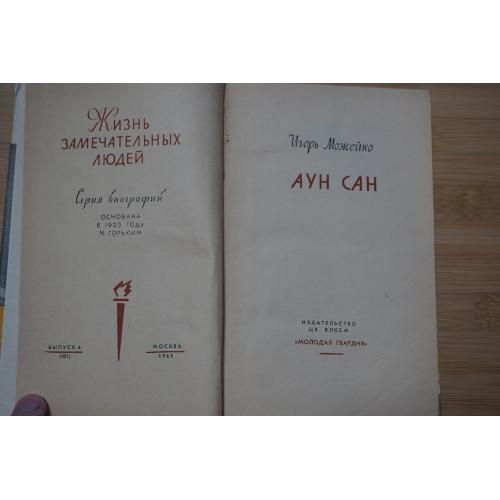 Жизнь
ЗАМЕЧАТЕЛЬНЫХ
ЛЮДЕЙ
Серия биографий
ОСНОВАНА
В 1933 ГОДУ
М. ГОРЬКИМ
ВЫПУСК 6
(401)
МОСКВА
1965
Игорь Можейко
АУН САН
ИЗДАТЕЛЬСТВО
ЦК ВЛКСМ
«МОЛОДАЯ ГВАРДИЯ»